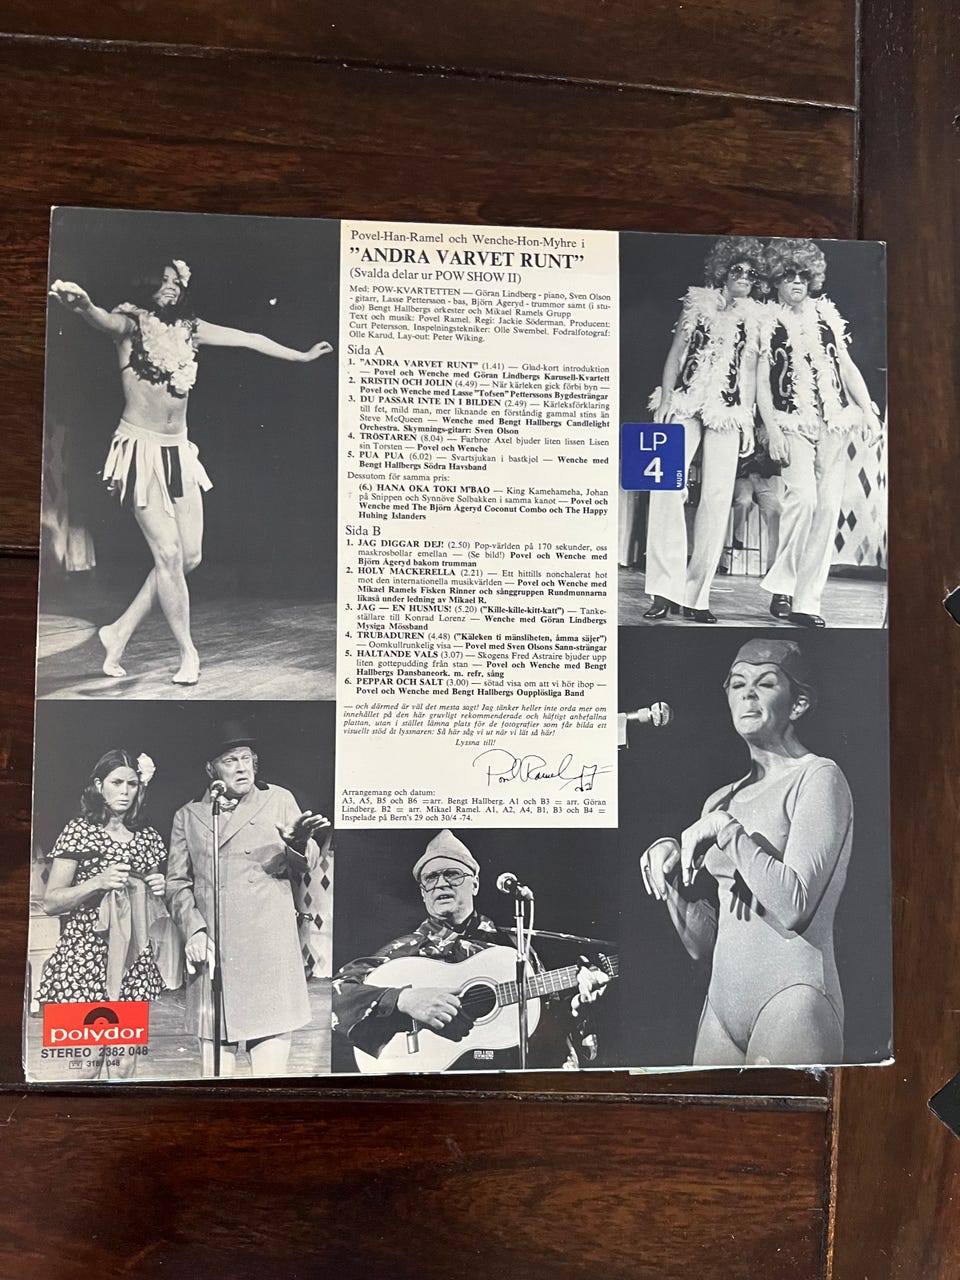 Povel-Han-Ramel och Wenche-Hon-Myhre i
”ANDRA VARVET RUNT”
(Svalda delar ur POW SHOW II)
Med: POW-KVARTETTEN — Göran Lindberg - piano, Sven Olson
- gitarr, Lasse Pettersson - bas, Björn Ageryd - trummor samt (i stu-
dio) Bengt Hallbergs orkester och Mikael Ramels Grupp
Text och musik: Povel Ramel. Regi: Jackie Söderman. Producent:
Curt Petersson, Inspelningstekniker: Olle Swembel. Fodralfotograf:
Olle Karud, Lay-out: Peter Wiking.
Sida A
1. ”ANDRA VARVET RUNT” (1.41) — Glad-kort introduktion
— Povel och Wenche med Göran Lindbergs Karusell-Kvartett
2. KRISTIN OCH JOLIN (4.49) — När kärleken gick förbi byn —
Povel och Wenche med Lasse ”Tofsen” Petterssons Bygdesträngar
3. DU PASSAR INTE IN I BILDEN (2.49) — Kärleksförklaring
till fet, mild man, mer liknande en förståndig gammal stins än
Steve McQueen — Wenche med Bengt Hallbergs Candlelight
Orchestra. Skymnings-gitarr: Sven Olson
4. TRÖSTAREN (8.04) — Farbror Axel bjuder liten lissen Lisen
sin Torsten — Povel och Wenche
5. PUA PUA (6.02) — Svartsjukan i bastkjol — Wenche med
Bengt Hallbergs Södra Havsband
Dessutom för samma pris:
(6.) HANA OKA TOKI M'BAO — King Kamehameha, Johan
på Snippen och Synnöve Solbakken i samma kanot — Povel och
Wenche med The Björn Ageryd Coconut Combo och The Happy
Huhing Islanders
Sida B
1. JAG DIGGAR DEJ! (2.50) Pop-världen på 170 sekunder, oss
maskrosbollar emellan — (Se bild!) Povel och Wenche med
Björn Ageryd bakom trumman
2. HOLY MACKERELLA (2.21) — Ett hittills nonchalerat hot
mot den internationella musikvärlden — Povel och Wenche med
Mikael Ramels Fisken Rinner och sånggruppen Rundmunnarna
likaså under ledning av Mikael R.
3. JAG — EN HUSMUS! (5.20) (”Kille-kille-kitt-katt”) — Tanke-
ställare till Konrad Lorenz — Wenche med Göran Lindbergs
Mysiga Mössband
4. TRUBADUREN (4.48) (”Käleken ti mänsliheten, åmma säjer”)
— Oomkullrunkelig visa — Povel med Sven Olsons Sann-strängar
5. HALTANDE VALS (3.07) — Skogens Fred Astraire bjuder upp
liten gottepudding från stan — Povel och Wenche med Bengt
Hallbergs Dansbaneork. m. refr. sång
6. PEPPAR OCH SALT (3.00) — sötad visa om att vi hör ihop —
Povel och Wenche med Bengt Hallbergs Oupplösliga Band
— och därmed är väl det mesta sagt! Jag tänker heller inte orda mer om
innehållet på den här gruvligt rekommenderade och häftigt anbefallna
plattan, utan i stället lämna plats för de fotografier som får bilda ett
visuellt stöd åt lyssnaren: Så här såg vi ut när vi lät så här!
Lyssna till!
Povel Ramel
Arrangemang och datum:
A3, A5, B5 och B6 = arr. Bengt Hallberg. A1 och B3 = arr. Göran
Lindberg. B2 = arr. Mikael Ramel. A1, A2, A4, B1, B3 och B4 =
Inspelade på Bern's 29 och 30/4 -74.
LP
4
MUDI
polydor
STEREO 2382 048